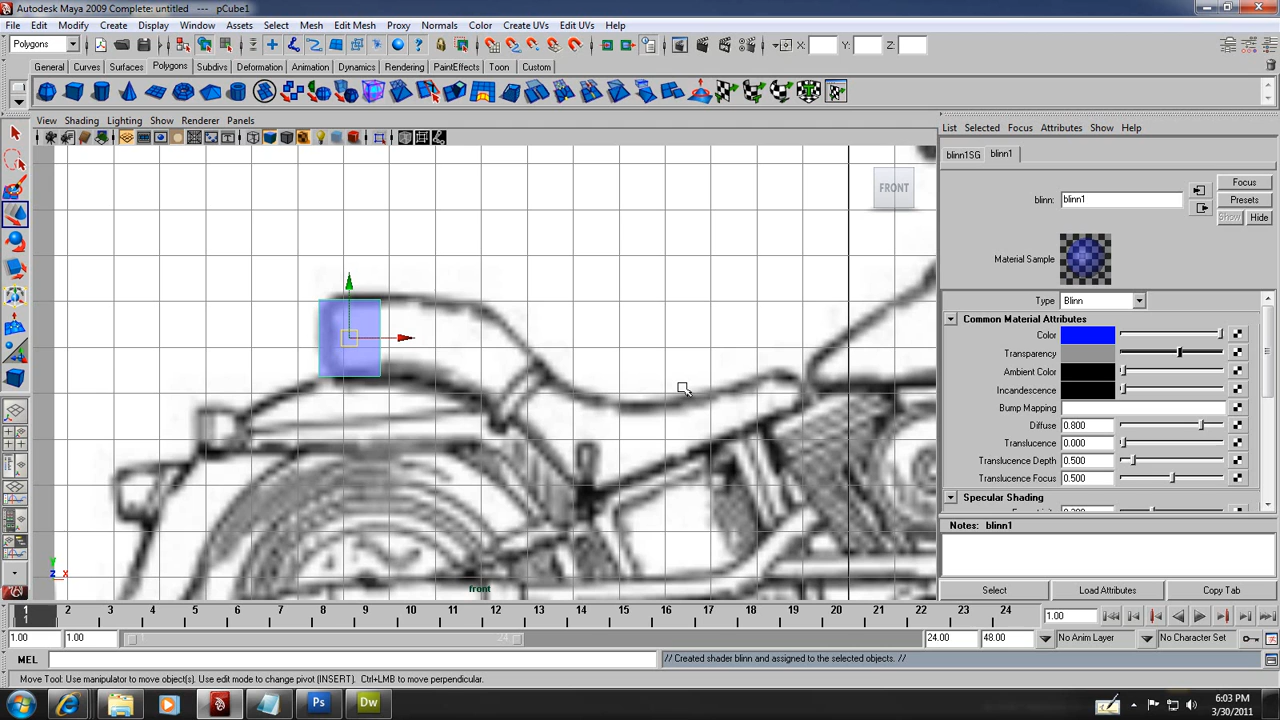 Autodesk Maya 2009 Complete: untitled --- pCube1
File Edit Modify Create Display Window Assets Select Mesh Edit Mesh Proxy Normals Color Create UVs Edit UVs Help
Polygons X: Y: Z:
General Curves Surfaces Polygons Subdivs Deformation Animation Dynamics Rendering PaintEffects Toon Custom
View Shading Lighting Show Renderer Panels
List Selected Focus Attributes Show Help
blinn1SG blinn1
FRONT
Focus
blinn: blinn1 Presets
Show Hide
Material Sample
Type Blinn
Common Material Attributes
Color
Transparency
Ambient Color
Incandescence
Bump Mapping
Diffuse 0.800
Translucence 0.000
Translucence Depth 0.500
Translucence Focus 0.500
Specular Shading
Notes: blinn1
y
z x
front
Select Load Attributes Copy Tab
1 2 3 4 5 6 7 8 9 10 11 12 13 14 15 16 17 18 19 20 21 22 23 24 1.00
1
1.00 1.00 1 24 24.00 48.00 No Anim Layer No Character Set
MEL // Created shader blinn and assigned to the selected objects. //
Move Tool: Use manipulator to move object(s). Use edit mode to change pivot (INSERT). Ctrl+LMB to move perpendicular.
Ps Dw
6:03 PM
3/30/2011